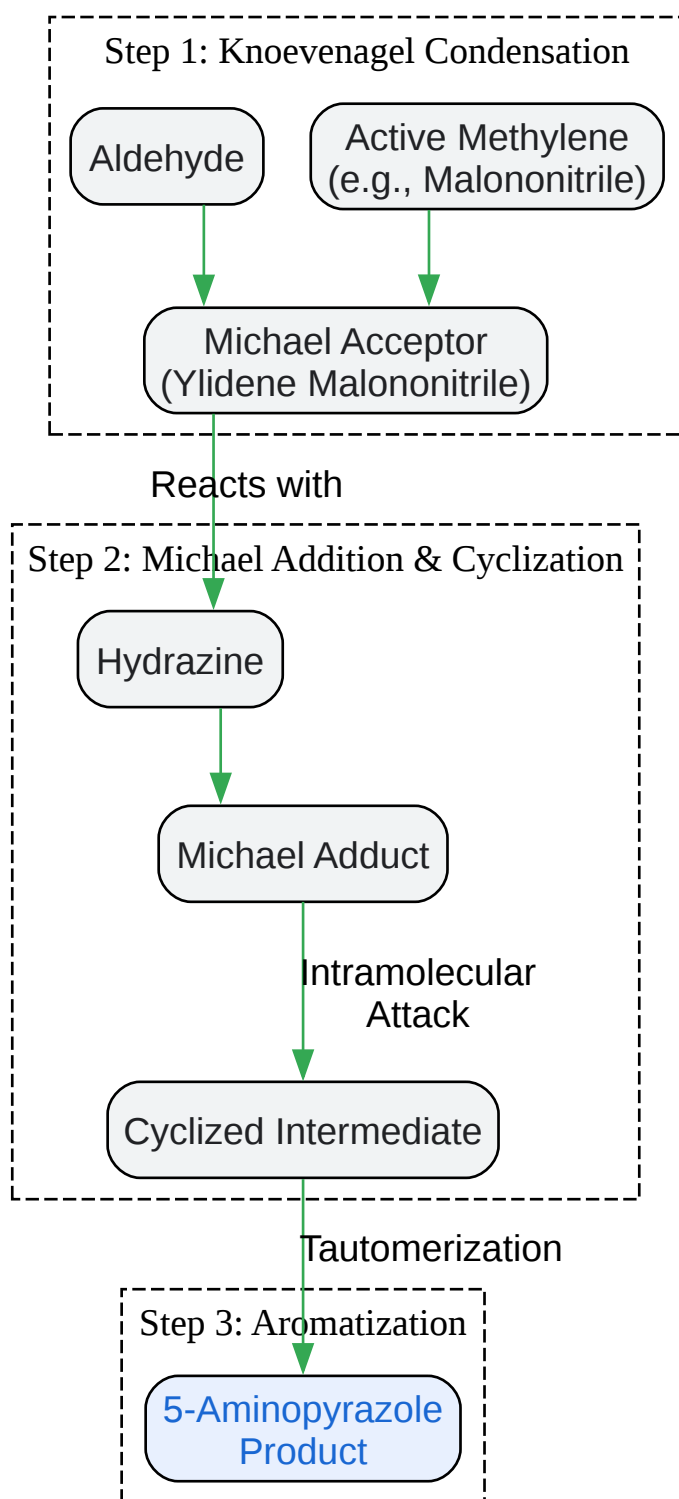 Step 1: Knoevenagel Condensation
Aldehyde
Active Methylene
(e.g., Malononitrile)
Michael Acceptor
(Ylidene Malononitrile)
Reacts with
Step 2: Michael Addition & Cyclization
Hydrazine
Michael Adduct
Intramolecular
Attack
Cyclized Intermediate
Tautomerization
Step 3: Aromatization
5-Aminopyrazole
Product